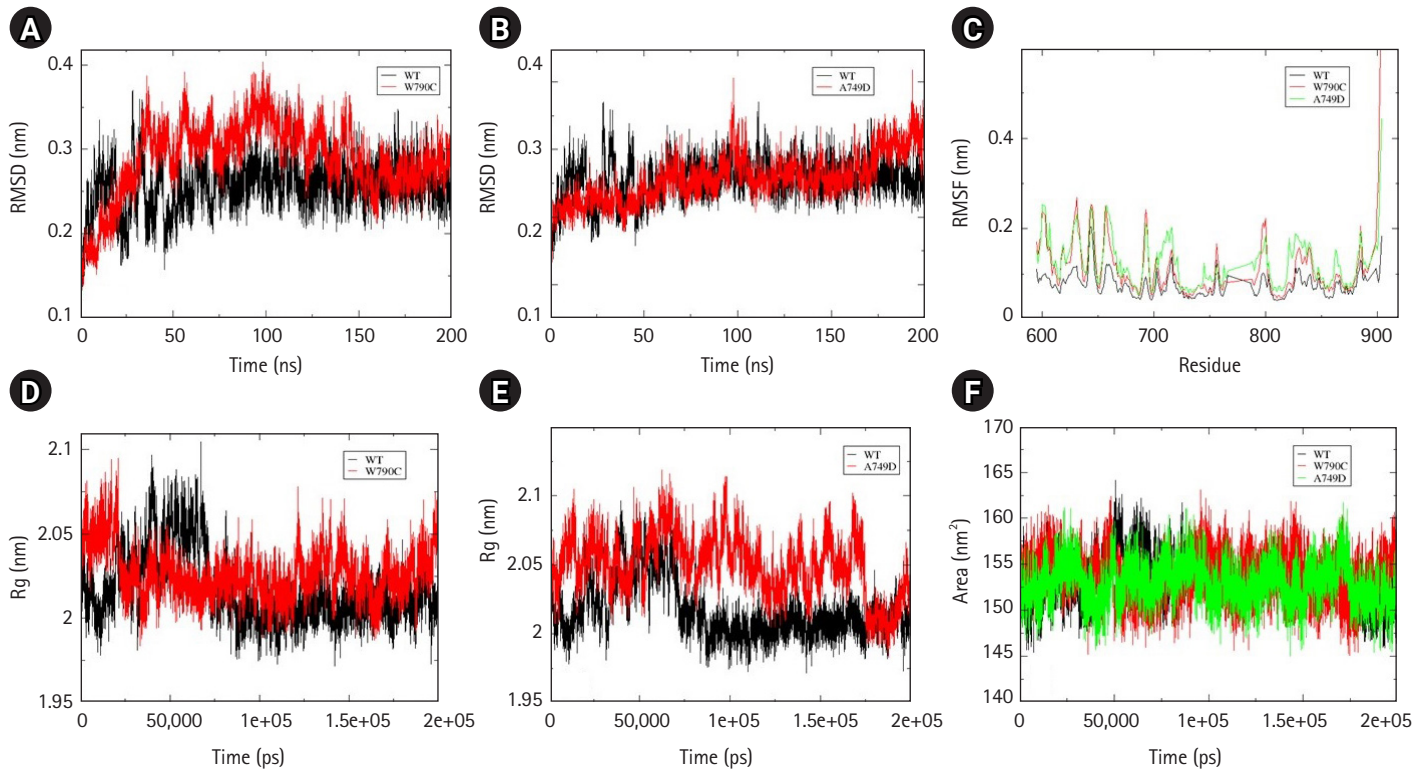 A
RMSD (nm)
0.4
0.3
0.2
0.1
WT
W790C
0
50
100
150
200
Time (ns)
B
RMSD (nm)
0.4
0.3
0.2
0.1
WT
A749D
0
50
100
150
200
Time (ns)
C
RMSF (nm)
0.4
0.2
0
WT
W790C
A749D
600
700
800
900
Residue
D
Rg (nm)
2.1
2.05
2
1.95
WT
W790C
0
50,000
1e+05
1.5e+05
2e+05
Time (ps)
E
Rg (nm)
2.1
2.05
2
1.95
WT
A749D
0
50,000
1e+05
1.5e+05
2e+05
Time (ps)
F
Area (nm²)
170
165
160
155
150
145
140
WT
W790C
A749D
0
50,000
1e+05
1.5e+05
2e+05
Time (ps)